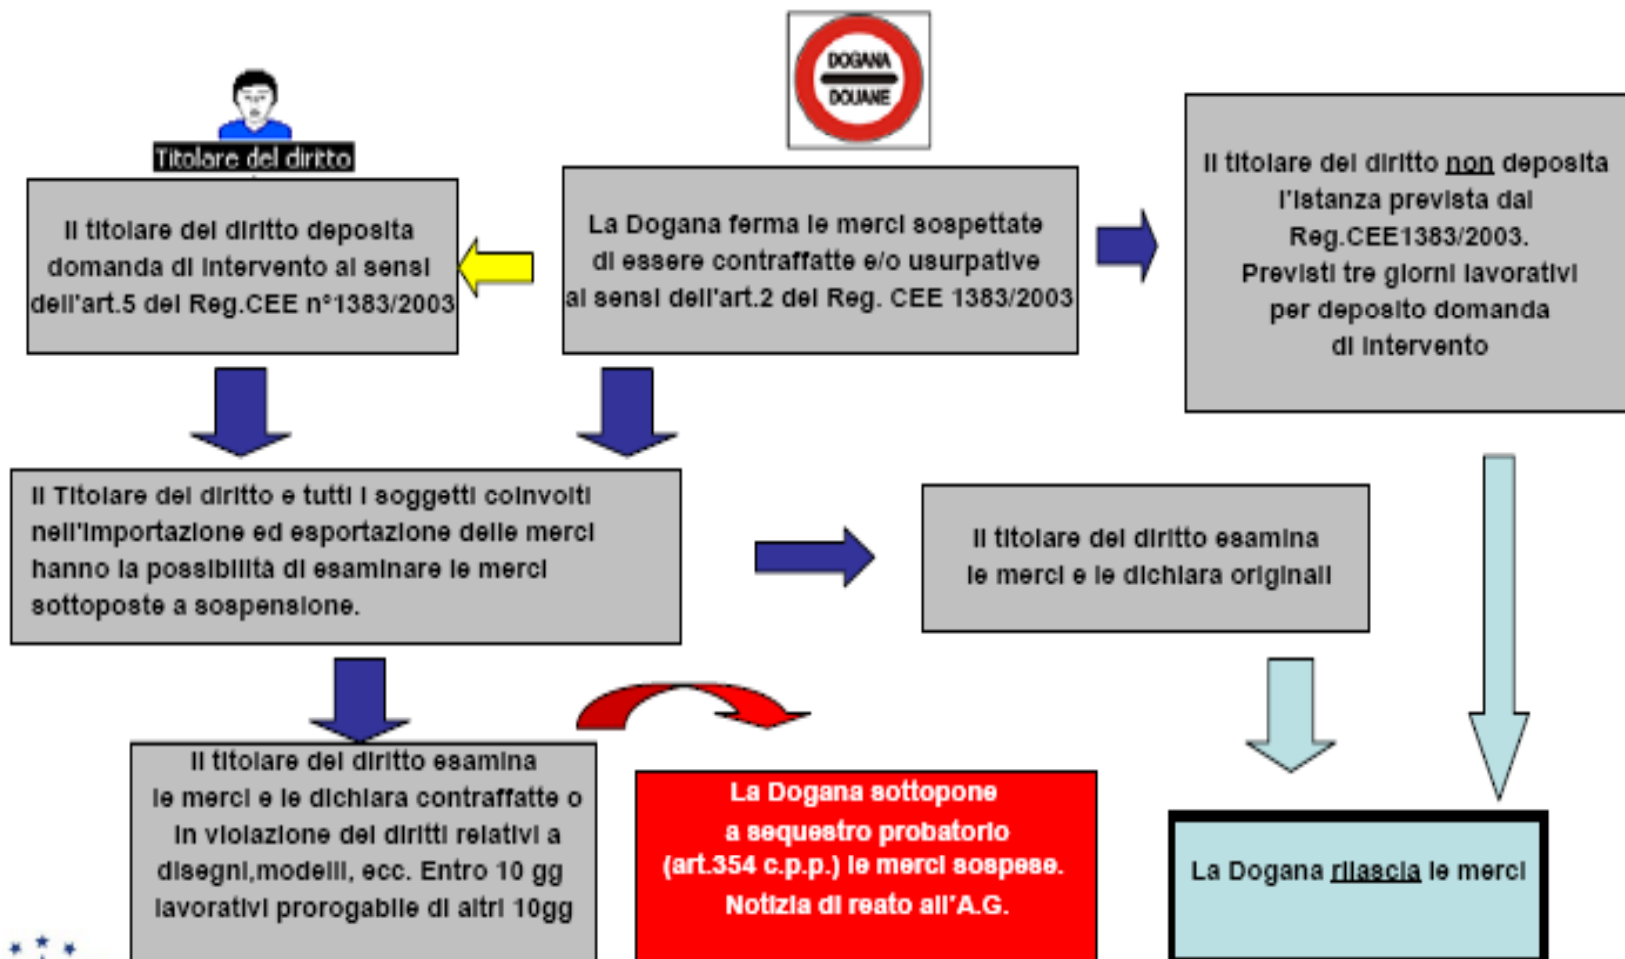 DOGANA
DOUANE
Titolare del diritto
Il titolare del diritto deposita
domanda di intervento ai sensi
dell'art.5 del Reg.CEE n°1383/2003
La Dogana ferma le merci sospettate
di essere contraffatte e/o usurpative
ai sensi dell'art.2 del Reg. CEE 1383/2003
Il titolare del diritto non deposita
l'istanza prevista dal
Reg.CEE1383/2003.
Previsti tre giorni lavorativi
per deposito domanda
di intervento
Il Titolare del diritto e tutti i soggetti coinvolti
nell'importazione ed esportazione delle merci
hanno la possibilità di esaminare le merci
sottoposte a sospensione.
Il titolare del diritto esamina
le merci e le dichiara originali
Il titolare del diritto esamina
le merci e le dichiara contraffatte o
in violazione dei diritti relativi a
disegni,modelli, ecc. Entro 10 gg
lavorativi prorogabile di altri 10gg
La Dogana sottopone
a sequestro probatorio
(art.354 c.p.p.) le merci sospese.
Notizia di reato all'A.G.
La Dogana rilascia le merci